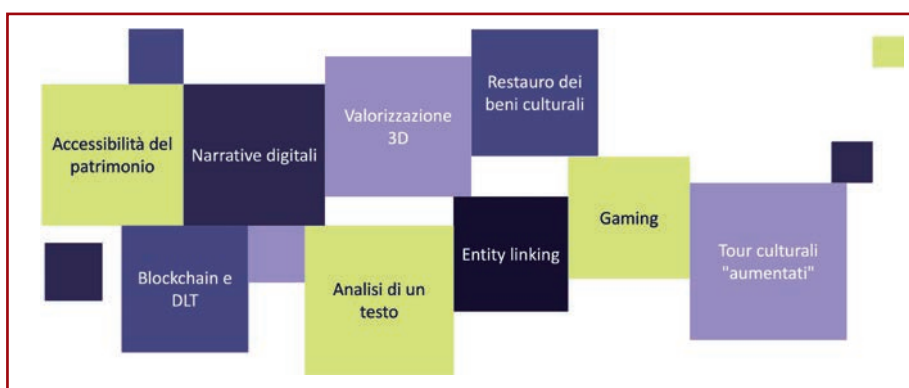 Accessibilità del
patrimonio
Narrative digitali
Valorizzazione
3D
Restauro dei
beni culturali
Blockchain e
DLT
Analisi di un
testo
Entity linking
Gaming
Tour culturali
"aumentati"